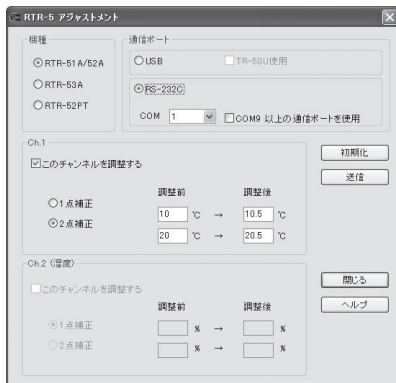 RTR-5 アジャストメント
機種
RTR-51A/52A
RTR-53A
RTR-52PT
通信ポート
USB
TR-50U使用
RS-232C
COM 1
COM9 以上の通信ポートを使用
Ch.1
このチャンネルを調整する
調整前 調整後
1点補正
10 ℃ → 10.5 ℃
2点補正
20 ℃ → 20.5 ℃
初期化
送信
Ch.2 (湿度)
このチャンネルを調整する
調整前 調整後
1点補正
% → %
2点補正
% → %
閉じる
ヘルプ